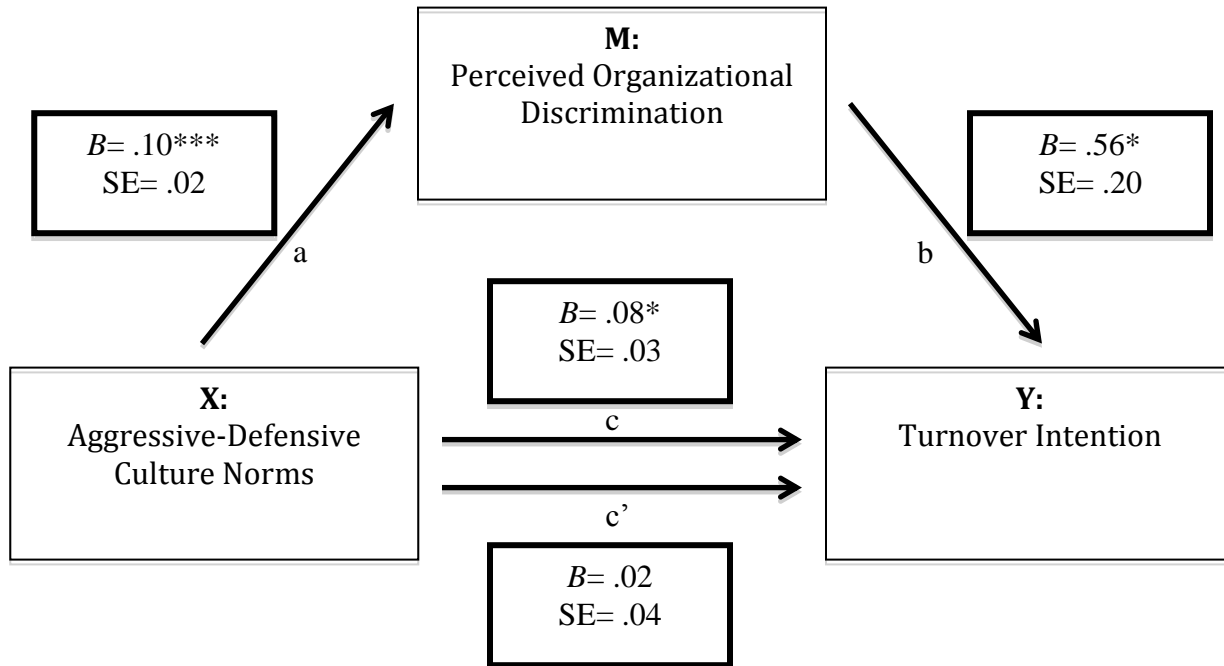 M:
Perceived Organizational
Discrimination
B= .10***
SE= .02
B= .56*
SE= .20
a
b
B= .08*
SE= .03
X:
Aggressive-Defensive
Culture Norms
c
c’
Y:
Turnover Intention
B= .02
SE= .04